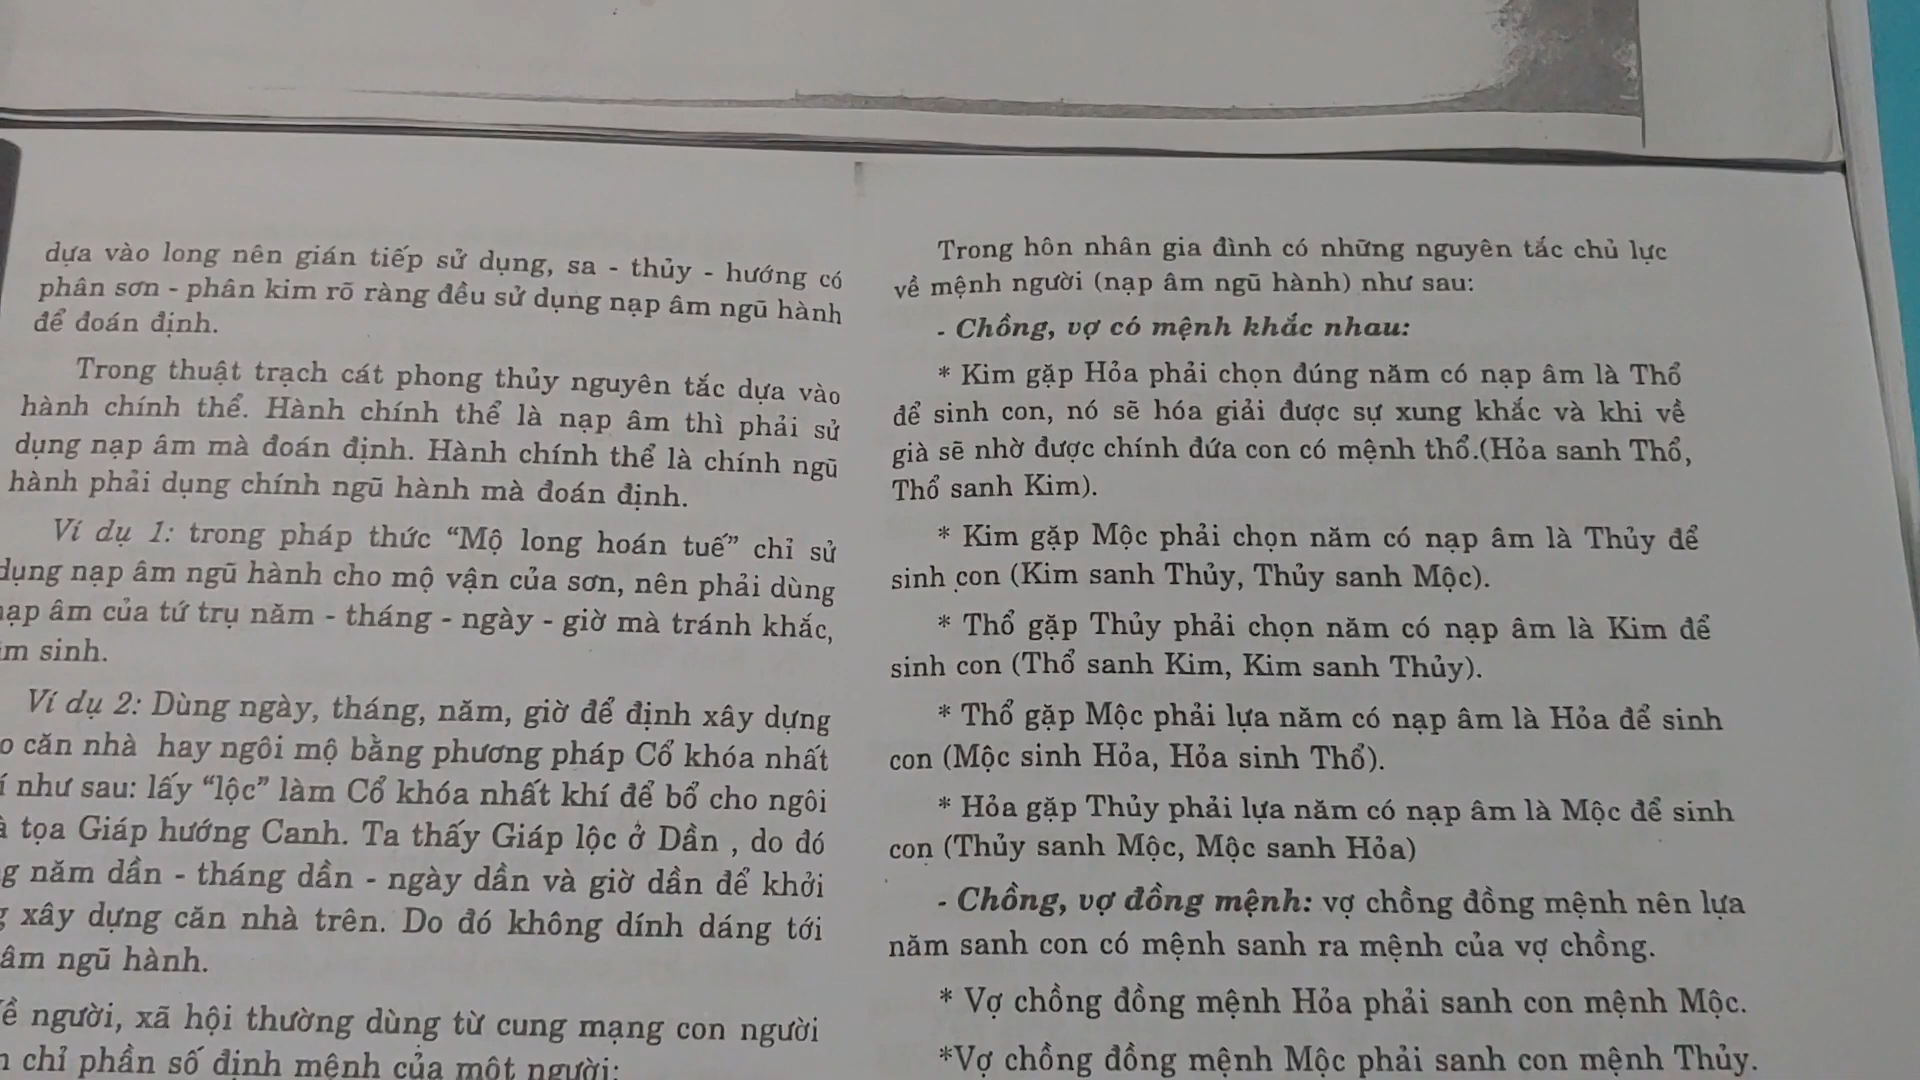 dựa vào long nên gián tiếp sử dụng, sa - thủy - hướng có
phân sơn - phân kim rõ ràng đều sử dụng nạp âm ngũ hành
để đoán định.
Trong thuật trạch cát phong thủy nguyên tắc dựa vào
hành chính thể. Hành chính thể là nạp âm thì phải sử
dụng nạp âm mà đoán định. Hành chính thể là chính ngũ
hành phải dụng chính ngũ hành mà đoán định.
Ví dụ 1: trong pháp thức “Mộ long hoán tuế” chỉ sử
dụng nạp âm ngũ hành cho mộ vận của sơn, nên phải dùng
nạp âm của tứ trụ năm - tháng - ngày - giờ mà tránh khắc,
sinh.
Ví dụ 2: Dùng ngày, tháng, năm, giờ để định xây dựng
căn nhà hay ngôi mộ bằng phương pháp Cổ khóa nhất
như sau: lấy “lộc” làm Cổ khóa nhất khí để bổ cho ngôi
tọa Giáp hướng Canh. Ta thấy Giáp lộc ở Dần , do đó
năm dần - tháng dần - ngày dần và giờ dần để khởi
xây dựng căn nhà trên. Do đó không dính dáng tới
âm ngũ hành.
người, xã hội thường dùng từ cung mạng con người
chỉ phần số định mệnh của một người:
Trong hôn nhân gia đình có những nguyên tắc chủ lực
về mệnh người (nạp âm ngũ hành) như sau:
- Chồng, vợ có mệnh khắc nhau:
* Kim gặp Hỏa phải chọn đúng năm có nạp âm là Thổ
để sinh con, nó sẽ hóa giải được sự xung khắc và khi về
già sẽ nhờ được chính đứa con có mệnh thổ.(Hỏa sanh Thổ,
Thổ sanh Kim).
* Kim gặp Mộc phải chọn năm có nạp âm là Thủy để
sinh con (Kim sanh Thủy, Thủy sanh Mộc).
* Thổ gặp Thủy phải chọn năm có nạp âm là Kim để
sinh con (Thổ sanh Kim, Kim sanh Thủy).
* Thổ gặp Mộc phải lựa năm có nạp âm là Hỏa để sinh
con (Mộc sinh Hỏa, Hỏa sinh Thổ).
* Hỏa gặp Thủy phải lựa năm có nạp âm là Mộc để sinh
con (Thủy sanh Mộc, Mộc sanh Hỏa)
- Chồng, vợ đồng mệnh: vợ chồng đồng mệnh nên lựa
năm sanh con có mệnh sanh ra mệnh của vợ chồng.
* Vợ chồng đồng mệnh Hỏa phải sanh con mệnh Mộc.
*Vợ chồng đồng mệnh Mộc phải sanh con mệnh Thủy.